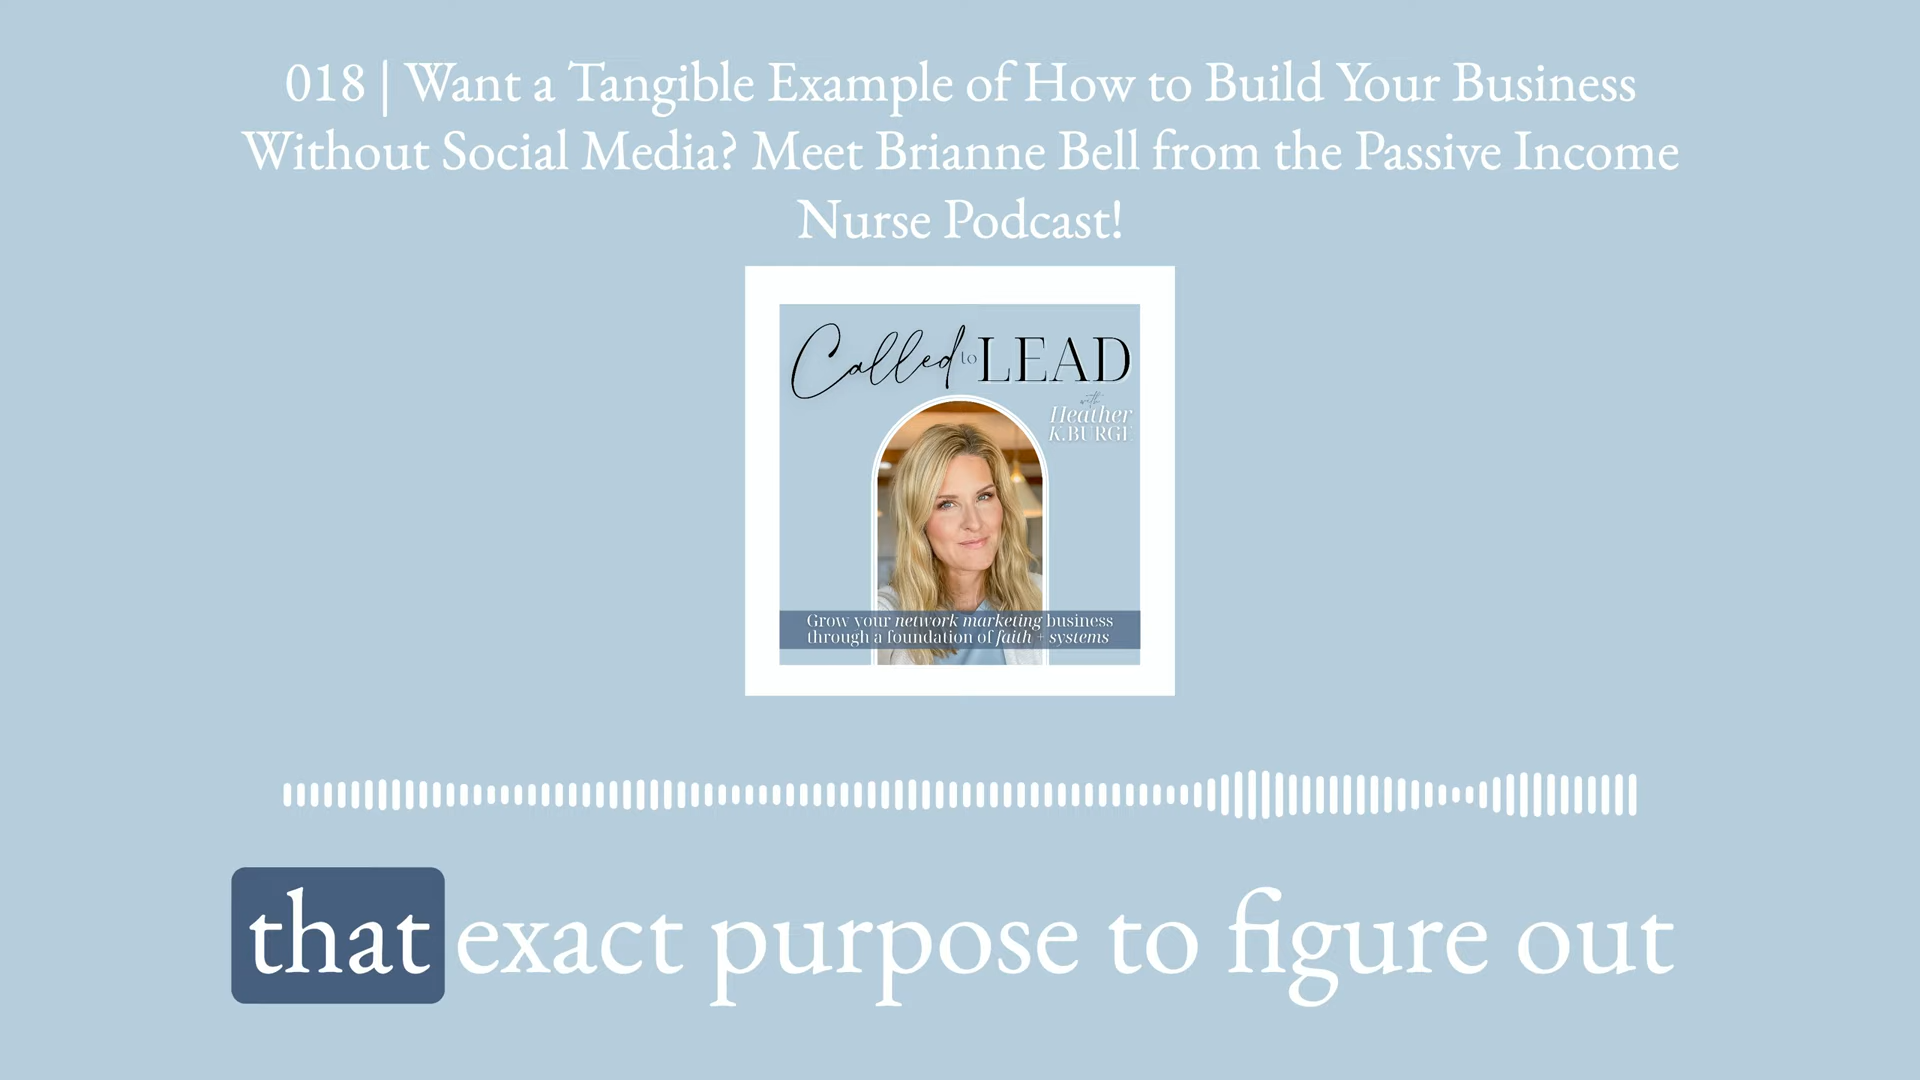 018 | Want a Tangible Example of How to Build Your Business
Without Social Media? Meet Brianne Bell from the Passive Income
Nurse Podcast!
Called to LEAD
with
Heather
K.BURGE
Grow your network marketing business
through a foundation of faith + systems
that exact purpose to figure out